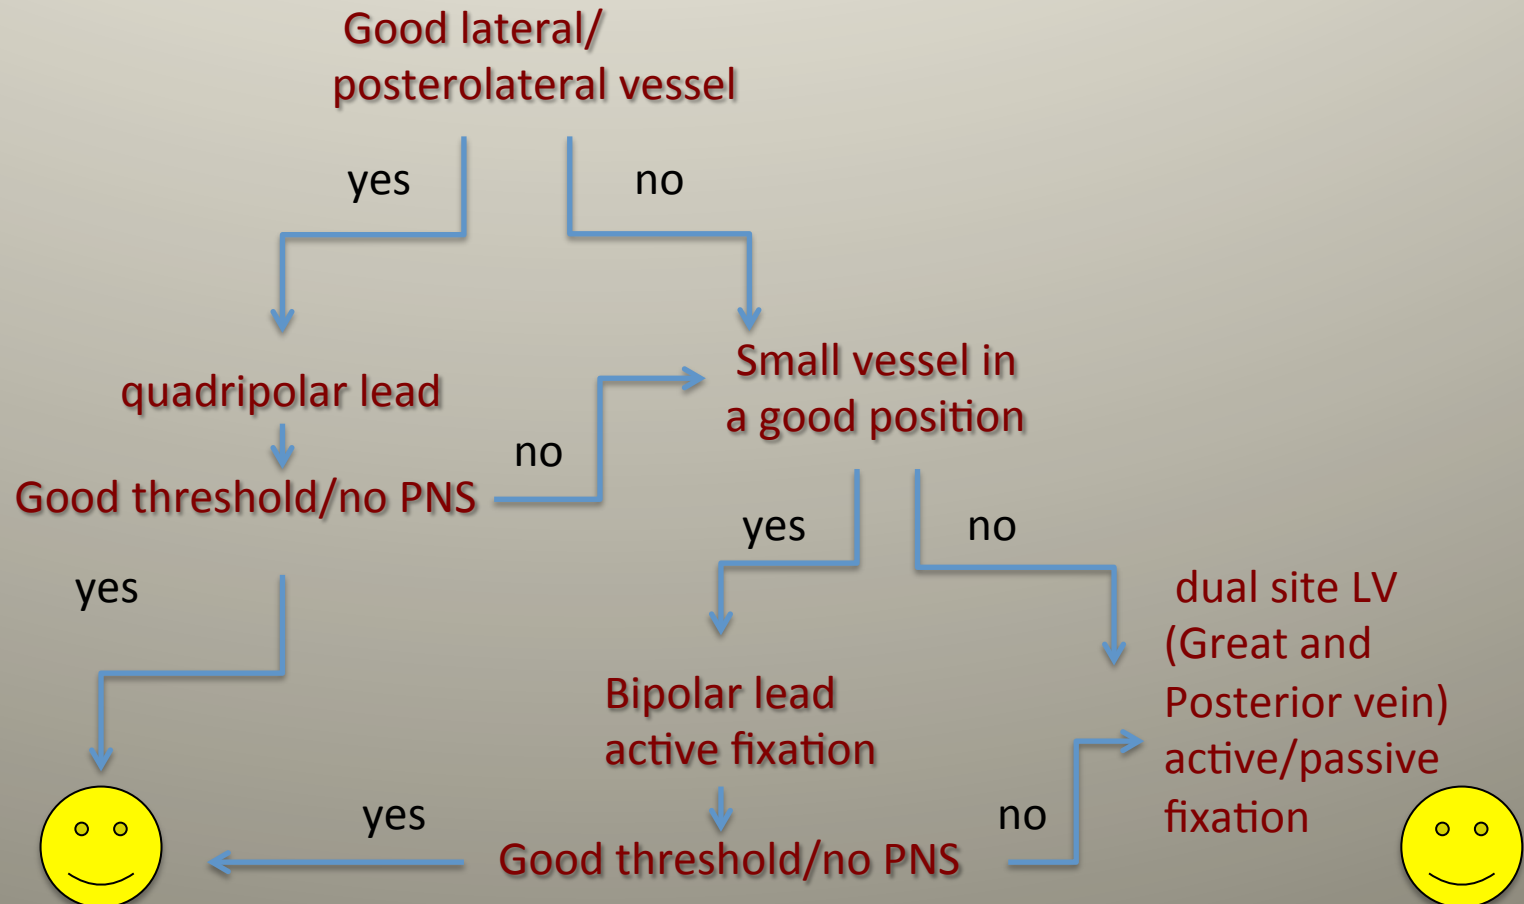 Good lateral/
posterolateral vessel
yes
no
quadripolar lead
Small vessel in
a good position
no
Good threshold/no PNS
yes
no
yes
dual site LV
(Great and
Posterior vein)
active/passive
fixation
Bipolar lead
active fixation
yes
no
Good threshold/no PNS